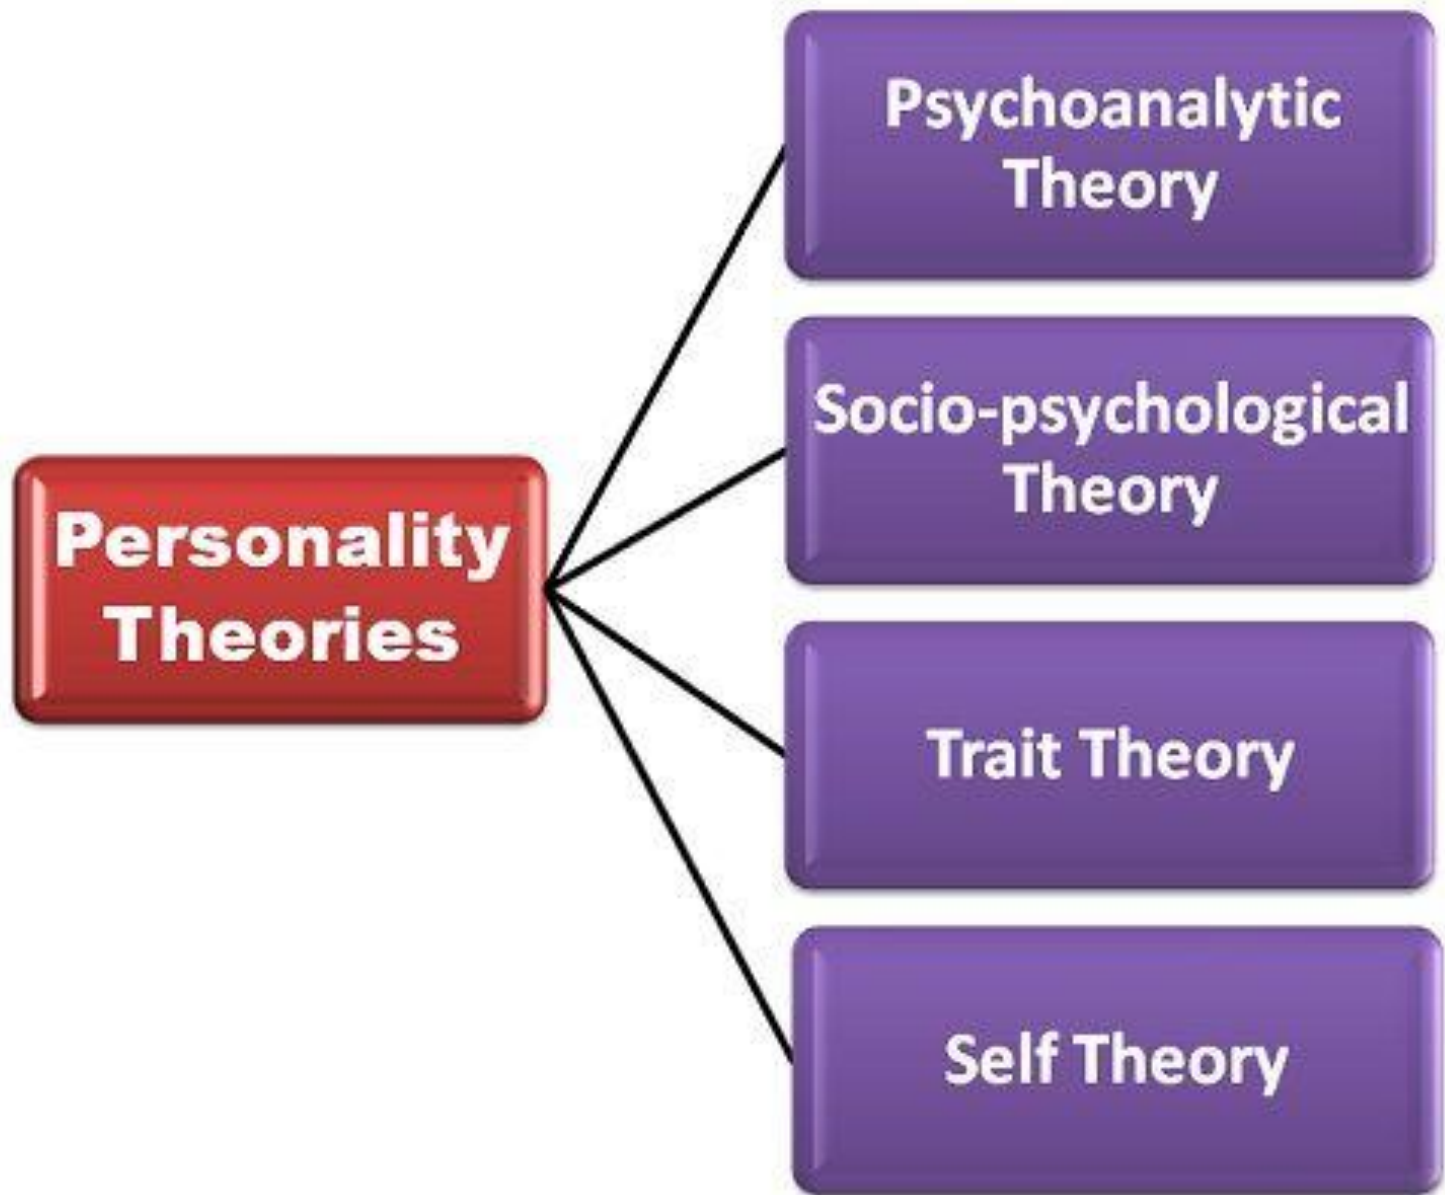 Personality
Theories
Psychoanalytic
Theory
Socio-psychological
Theory
Trait Theory
Self Theory